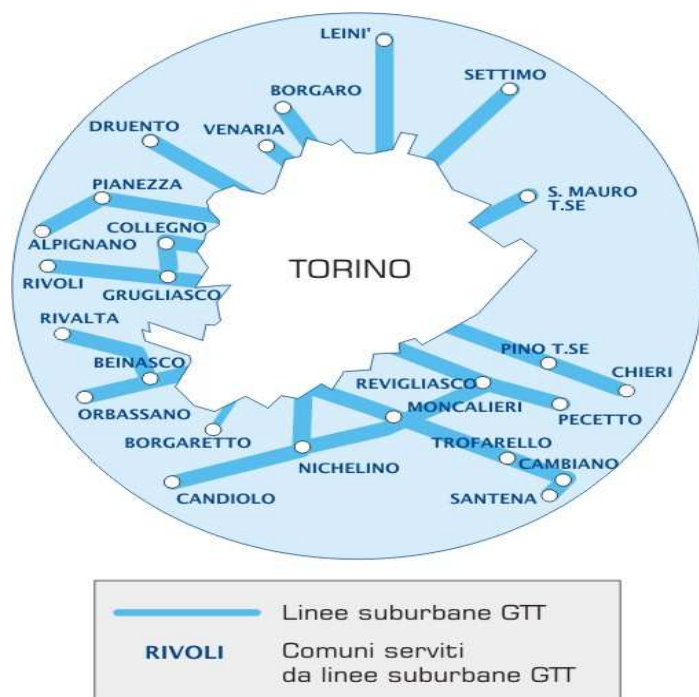 LEINI'
SETTIMO
BORGARO
DRUENTO
VENARIA
PIANEZZA
S. MAURO
T.SE
COLLEGNO
ALPIGNANO
TORINO
RIVOLI
GRUGLIASCO
RIVALTA
PINO T.SE
BEINASCO
REVIGLIASCO
CHIERI
ORBASSANO
MONCALIERI
PECETTO
BORGARETTO
TROFARELLO
NICHELINO
CAMBIANO
CANDIOLO
SANTENA
Linee suburbane GTT
RIVOLI
Comuni serviti
da linee suburbane GTT